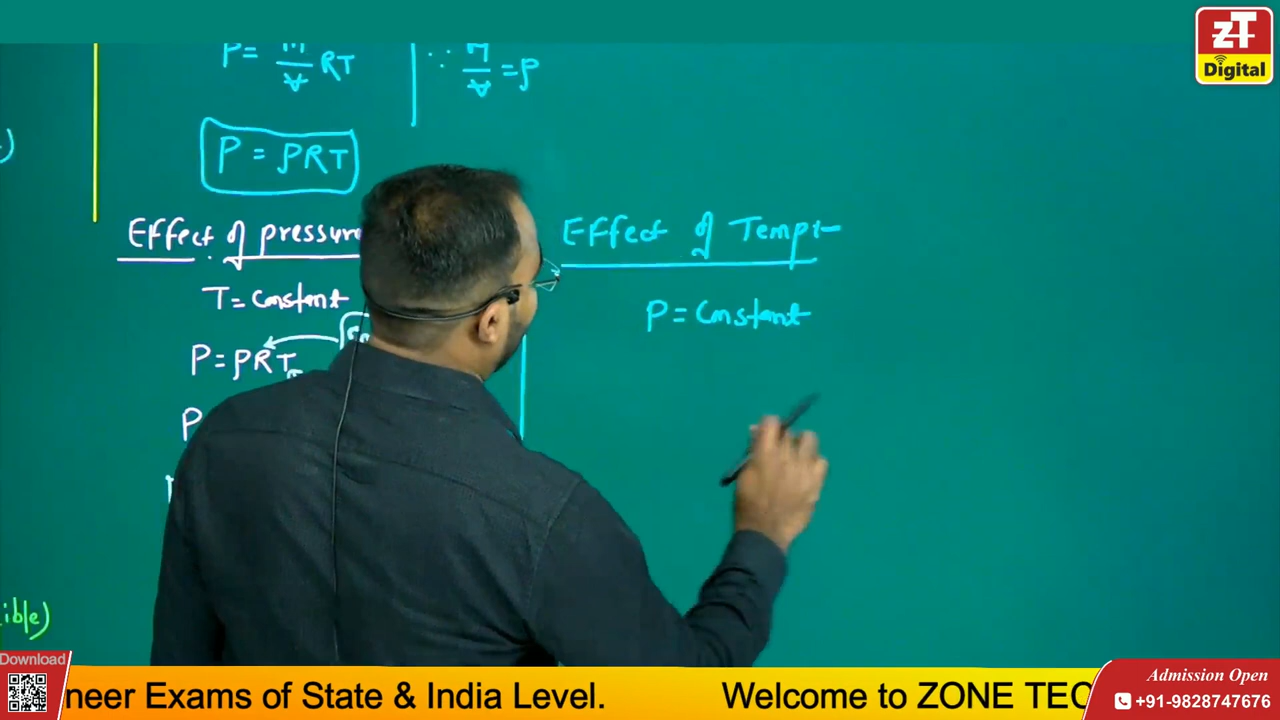 P = M/V RT
∵ M/V = ρ
P = ρRT
Effect of pressure
T = Constant
P = ρRT
P
Effect of Tempr
P = Constant
ible)
zT
Digital
Download
neer Exams of State & India Level.
Welcome to ZONE TEC
Admission Open
+91-9828747676